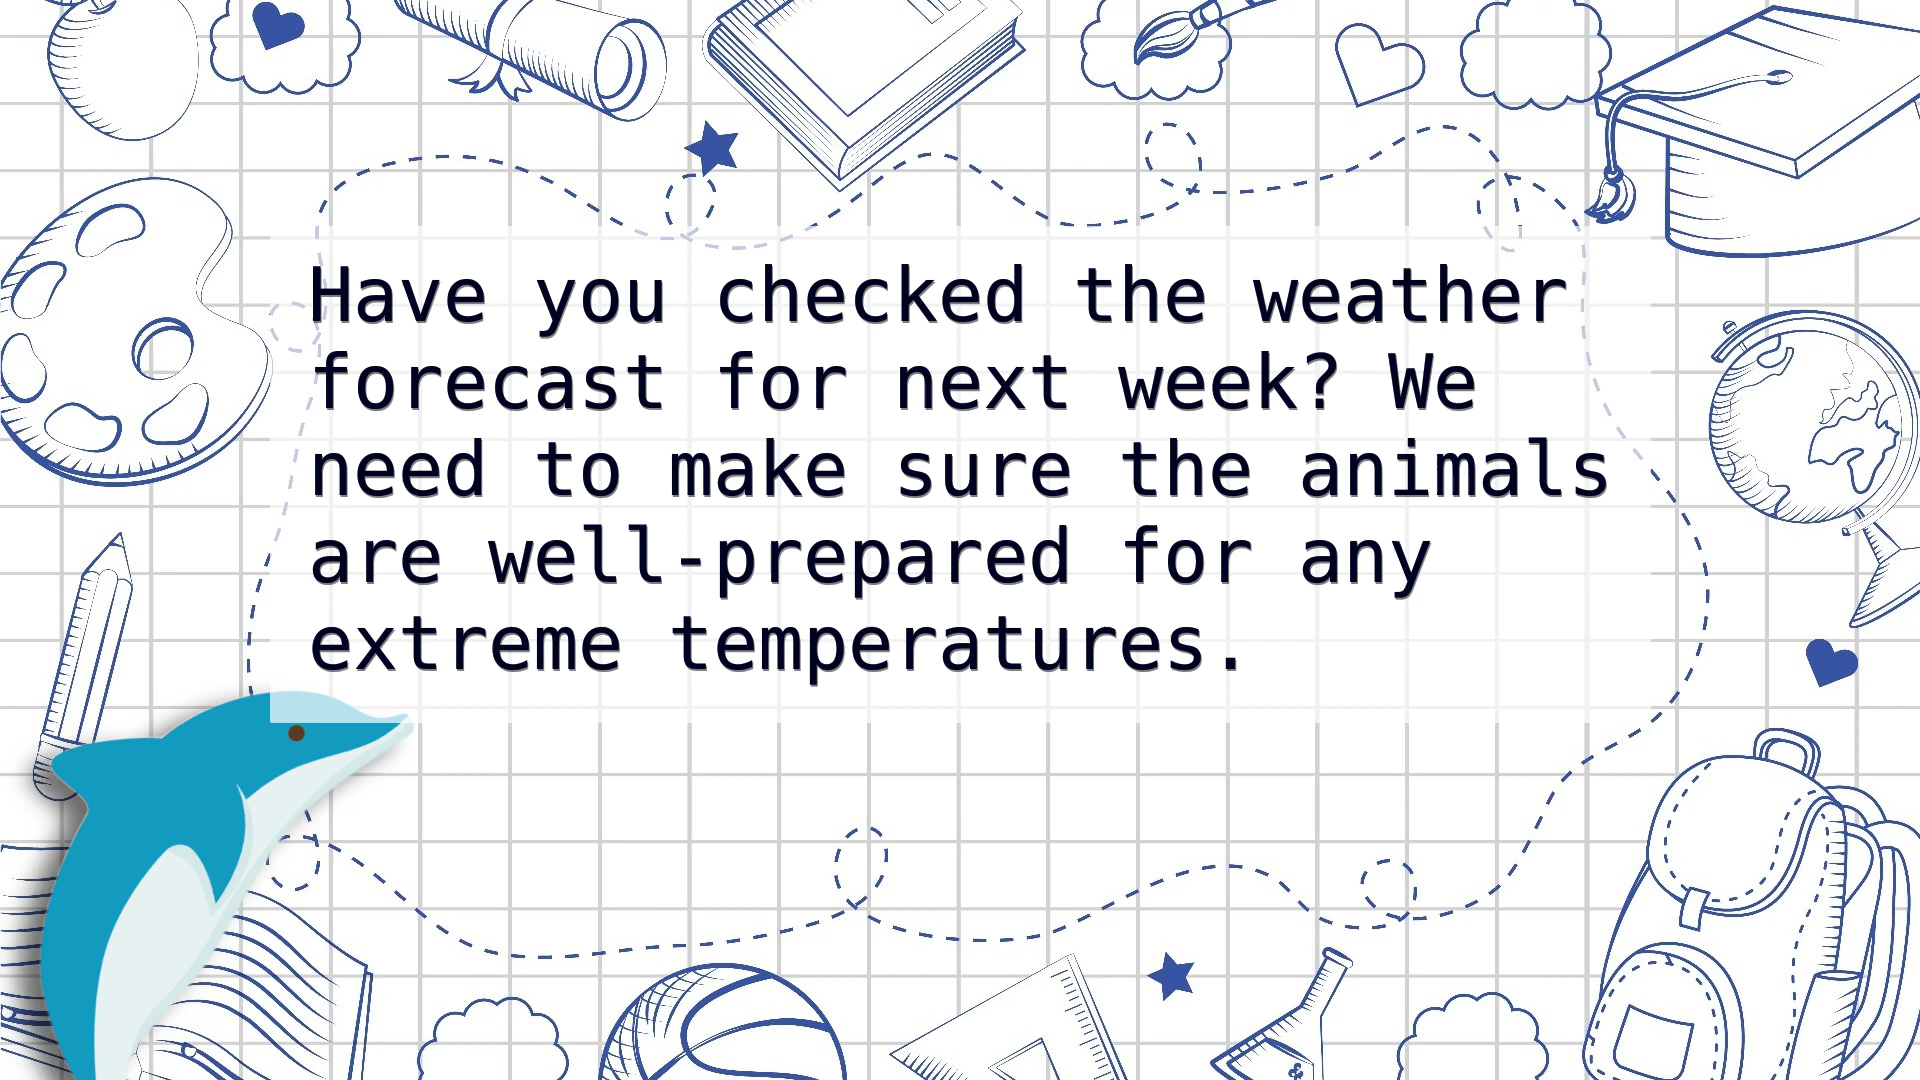 Have you checked the weather
forecast for next week? We
need to make sure the animals
are well-prepared for any
extreme temperatures.